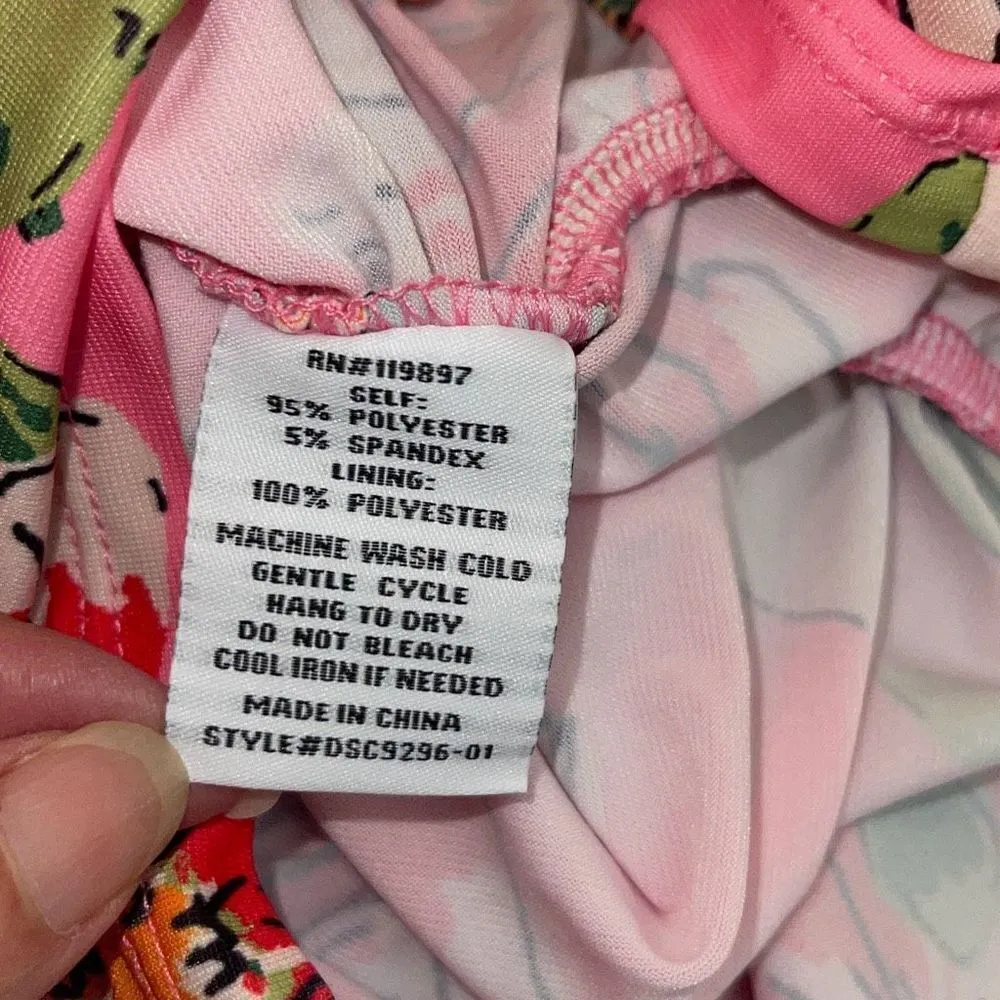 RN#119897
SELF:
95% POLYESTER
5% SPANDEX
LINING:
100% POLYESTER
MACHINE WASH COLD
GENTLE CYCLE
HANG TO DRY
DO NOT BLEACH
COOL IRON IF NEEDED
MADE IN CHINA
STYLE#DSC9296-01